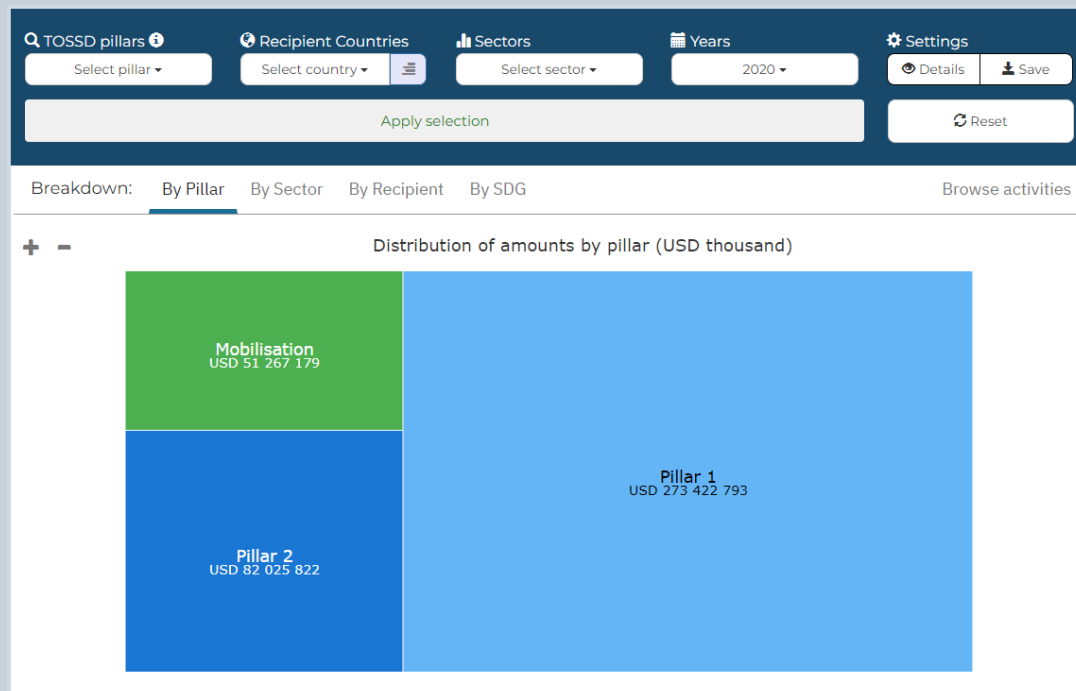 TOSSD pillars
Recipient Countries
Sectors
Years
Settings
Select pillar
Select country
Select sector
2020
Details
Save
Apply selection
Reset
Breakdown: By Pillar By Sector By Recipient By SDG Browse activities
Distribution of amounts by pillar (USD thousand)
Mobilisation
USD 51 267 179
Pillar 1
USD 273 422 793
Pillar 2
USD 82 025 822